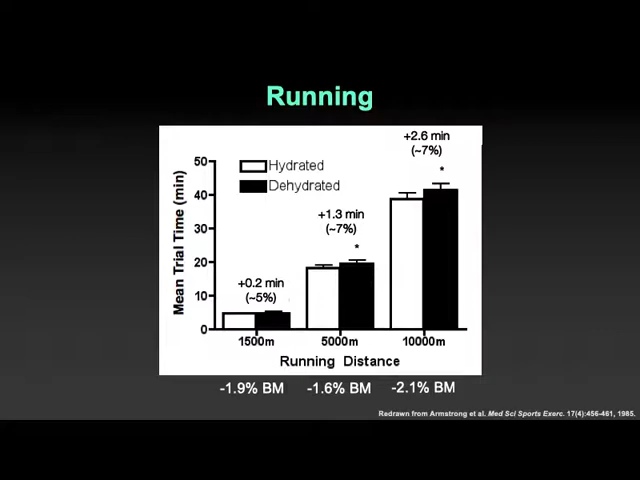 Running
+2.6 min
(~7%)
*
50
Hydrated
Dehydrated
40
+1.3 min
(~7%)
*
30
20
+0.2 min
(~5%)
10
0
Mean Trial Time (min)
1500m 5000m 10000m
Running Distance
-1.9% BM -1.6% BM -2.1% BM
Redrawn from Armstrong et al. Med Sci Sports Exerc. 17(4):456-461, 1985.